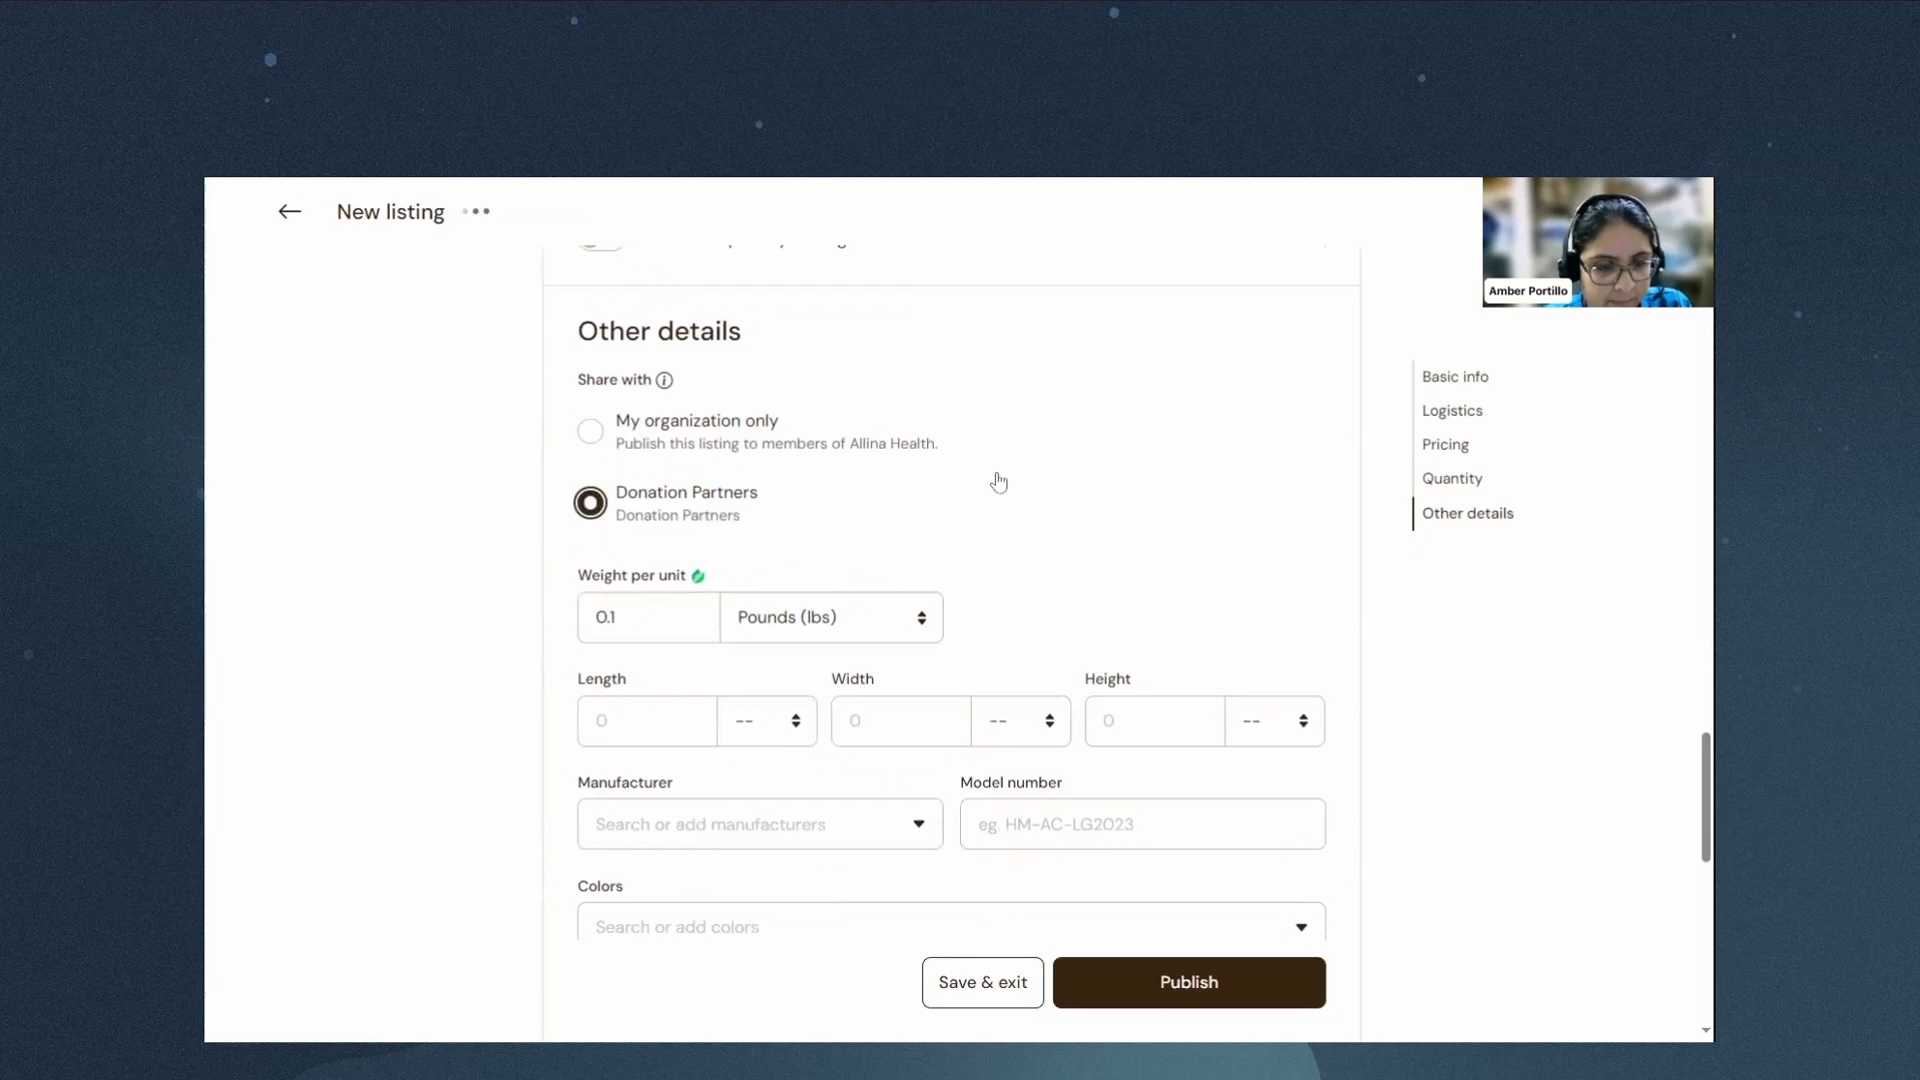 New listing
Amber Portillo
Other details
Share with
My organization only
Publish this listing to members of Allina Health.
Donation Partners
Donation Partners
Weight per unit
0.1 Pounds (lbs)
Length Width Height
0 -- 0 -- 0 --
Manufacturer Model number
Search or add manufacturers eg. HM-AC-LG2023
Colors
Search or add colors
Save & exit Publish
Basic info
Logistics
Pricing
Quantity
Other details